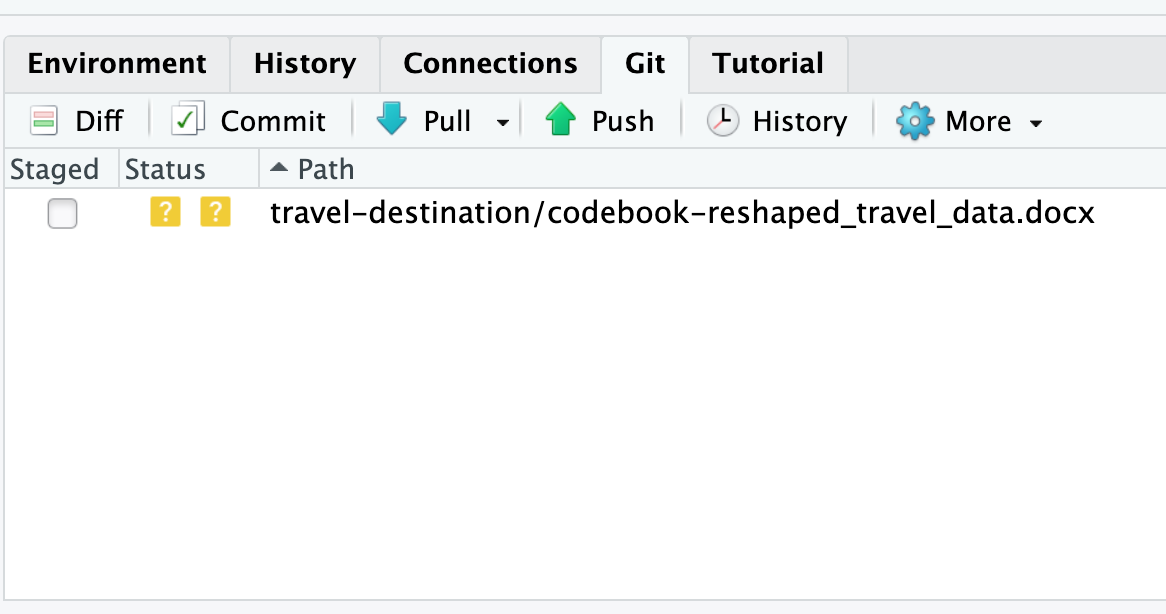 Environment History Connections Git Tutorial
Diff Commit Pull Push History More
Staged Status Path
? ? travel-destination/codebook-reshaped_travel_data.docx